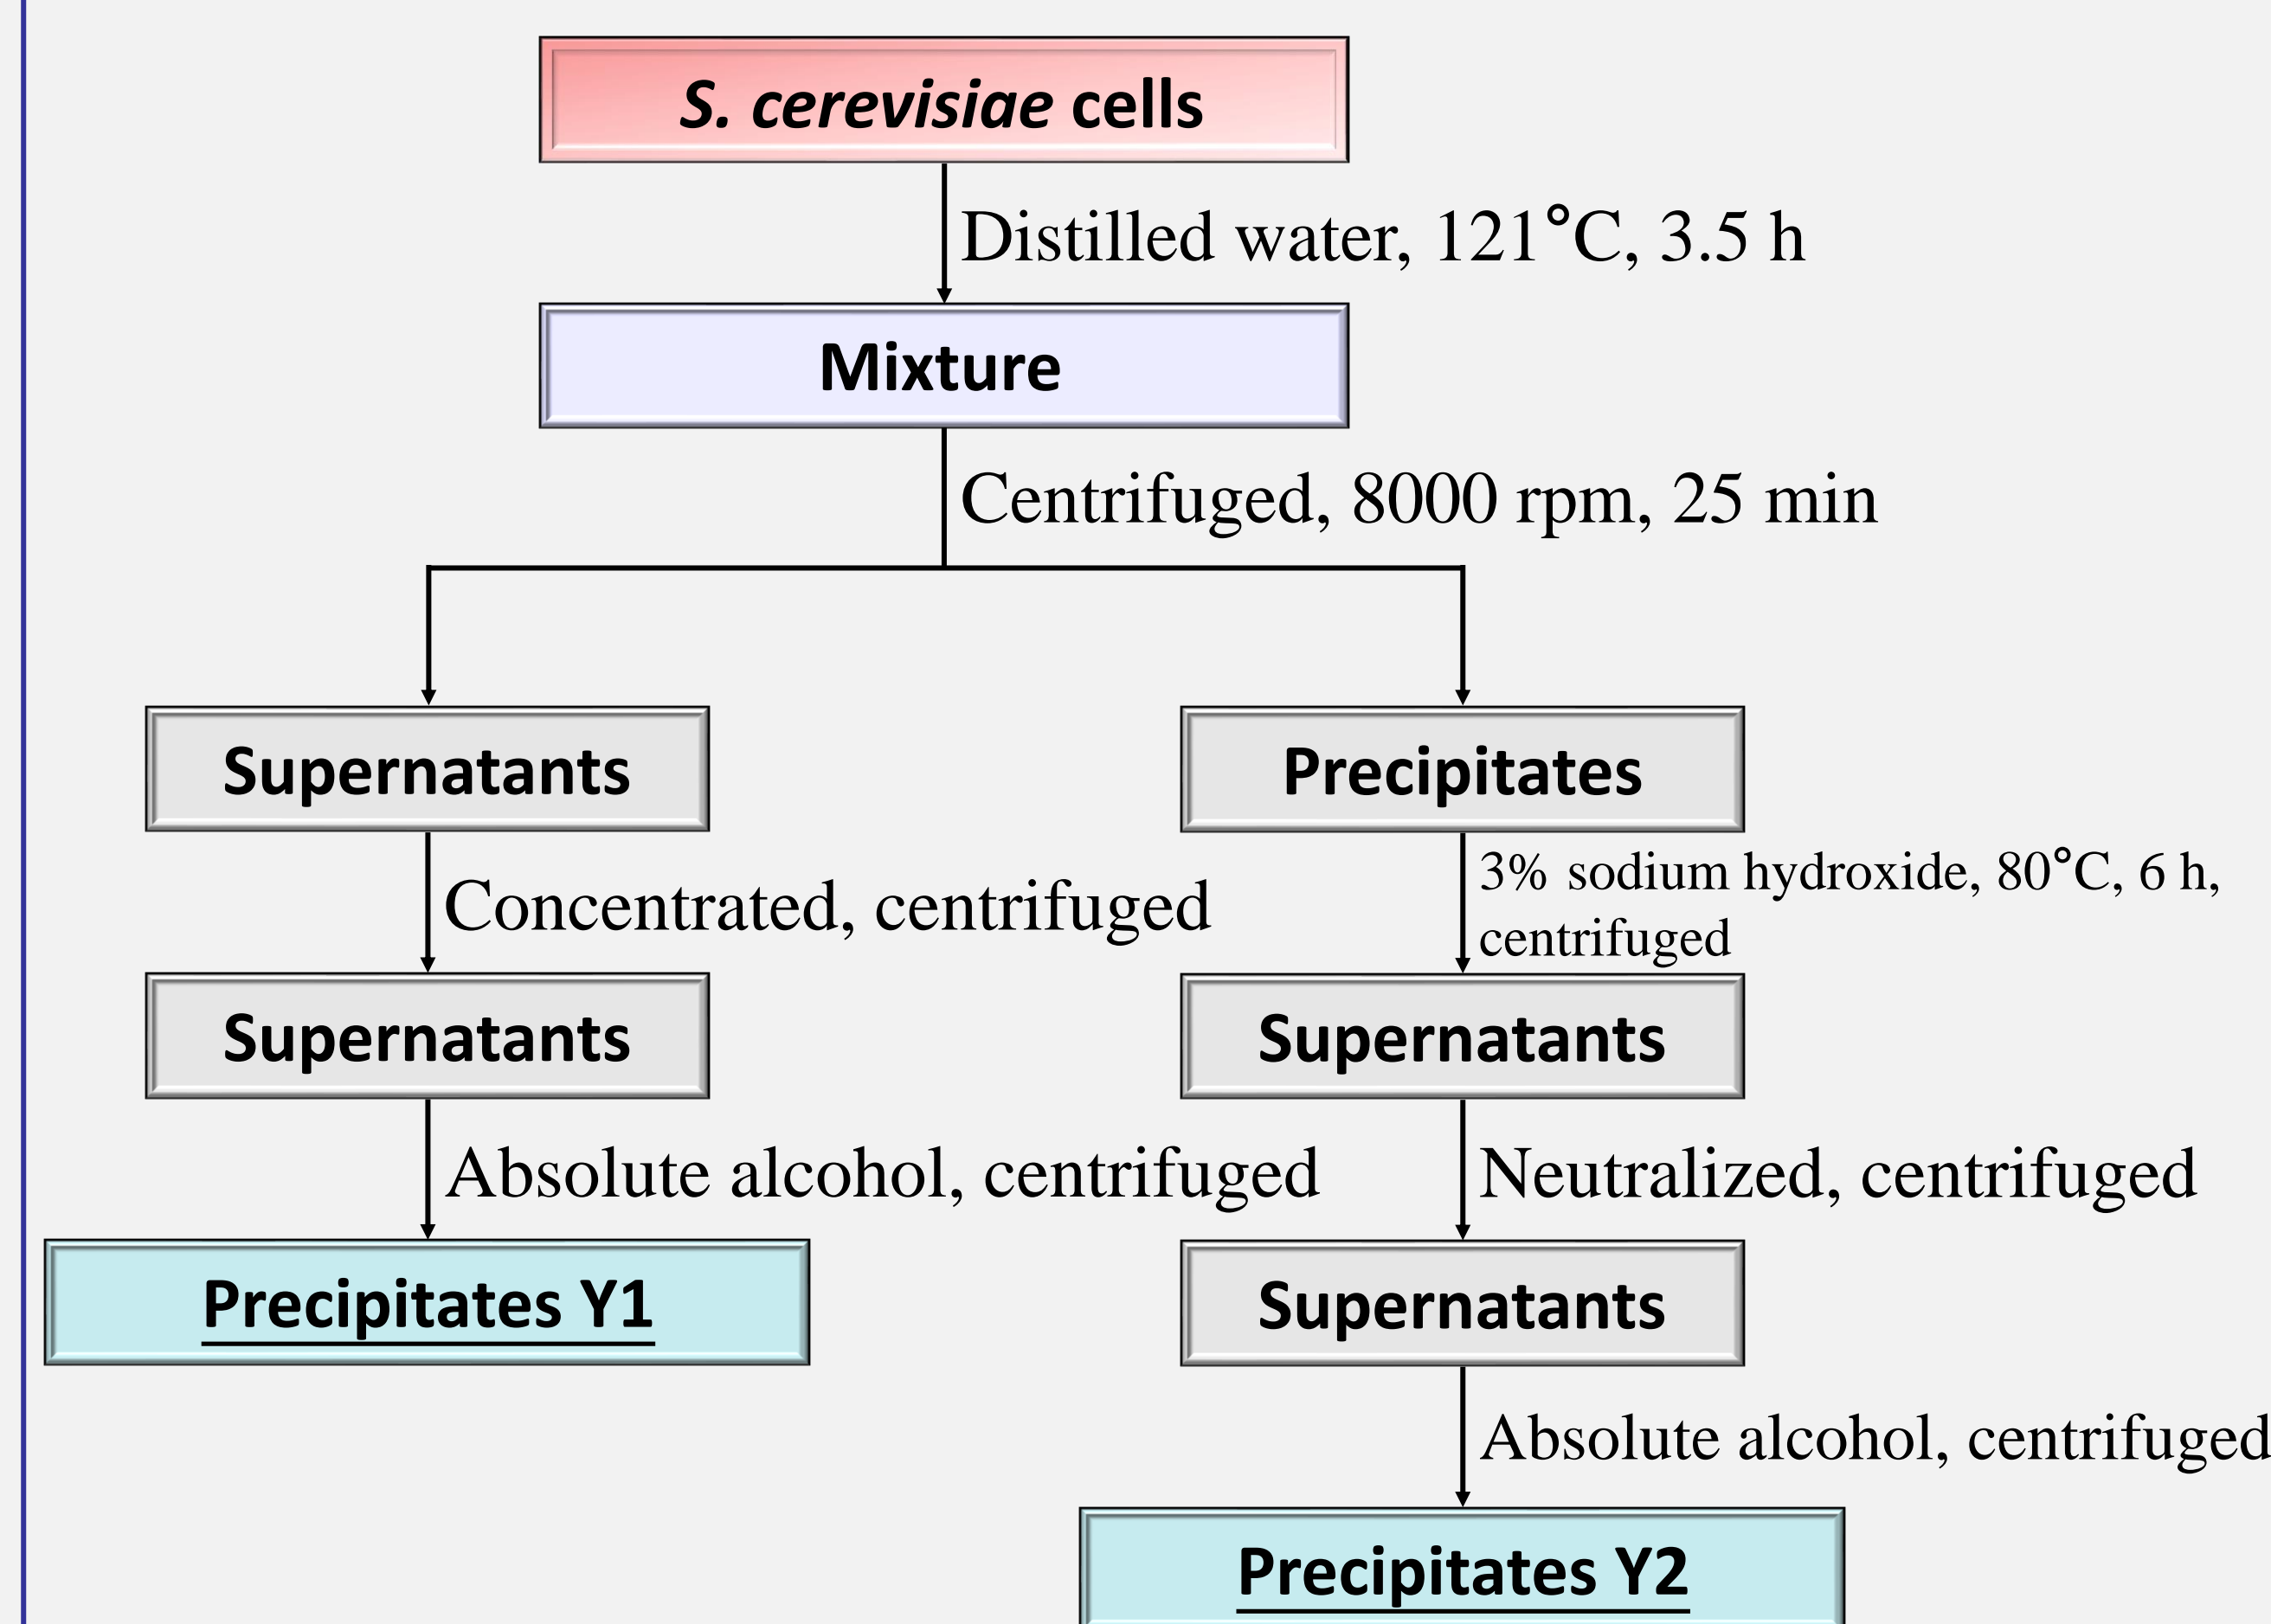 S. cerevisiae cells
Distilled water, 121°C, 3.5 h
Mixture
Centrifuged, 8000 rpm, 25 min
Supernatants
Precipitates
Concentrated, centrifuged
3% sodium hydroxide, 80°C, 6 h,
centrifuged
Supernatants
Supernatants
Absolute alcohol, centrifuged
Neutralized, centrifuged
Precipitates Y1
Supernatants
Absolute alcohol, centrifuged
Precipitates Y2